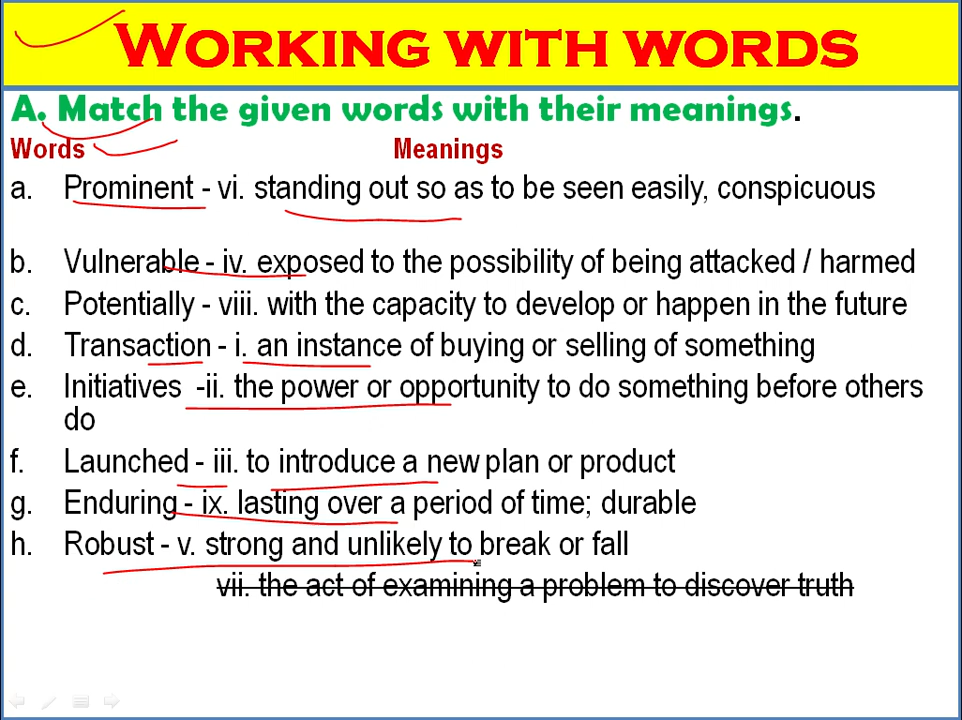 WORKING WITH WORDS
A. Match the given words with their meanings.
Words Meanings
a. Prominent - vi. standing out so as to be seen easily, conspicuous
b. Vulnerable - iv. exposed to the possibility of being attacked / harmed
c. Potentially - viii. with the capacity to develop or happen in the future
d. Transaction - i. an instance of buying or selling of something
e. Initiatives -ii. the power or opportunity to do something before others
do
f. Launched - iii. to introduce a new plan or product
g. Enduring - ix. lasting over a period of time; durable
h. Robust - v. strong and unlikely to break or fall
vii. the act of examining a problem to discover truth